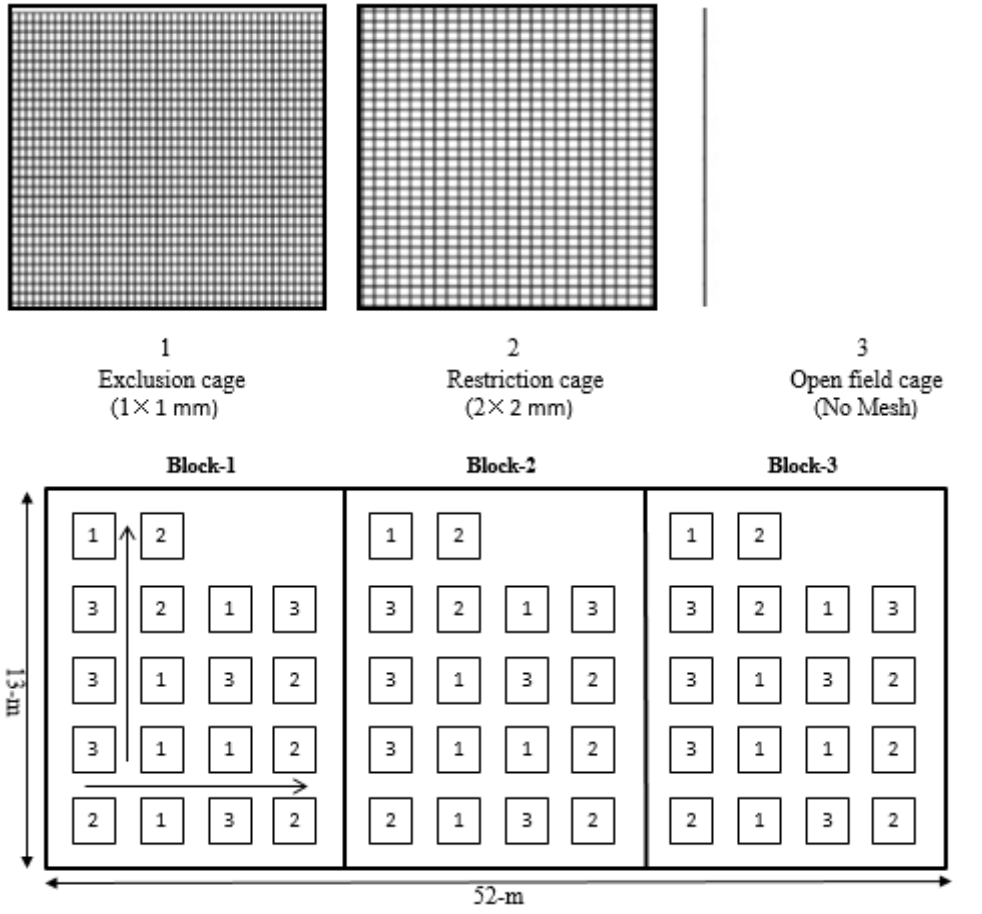 1 2 3
Exclusion cage Restriction cage Open field cage
(1×1 mm) (2×2 mm) (No Mesh)
Block-1 Block-2 Block-3
1 2 1 2 1 2
3 2 1 3 3 2 1 3 3 2 1 3
3 1 3 2 3 1 3 2 3 1 3 2
13-m
3 1 1 2 3 1 1 2 3 1 1 2
2 1 3 2 2 1 3 2 2 1 3 2
52-m